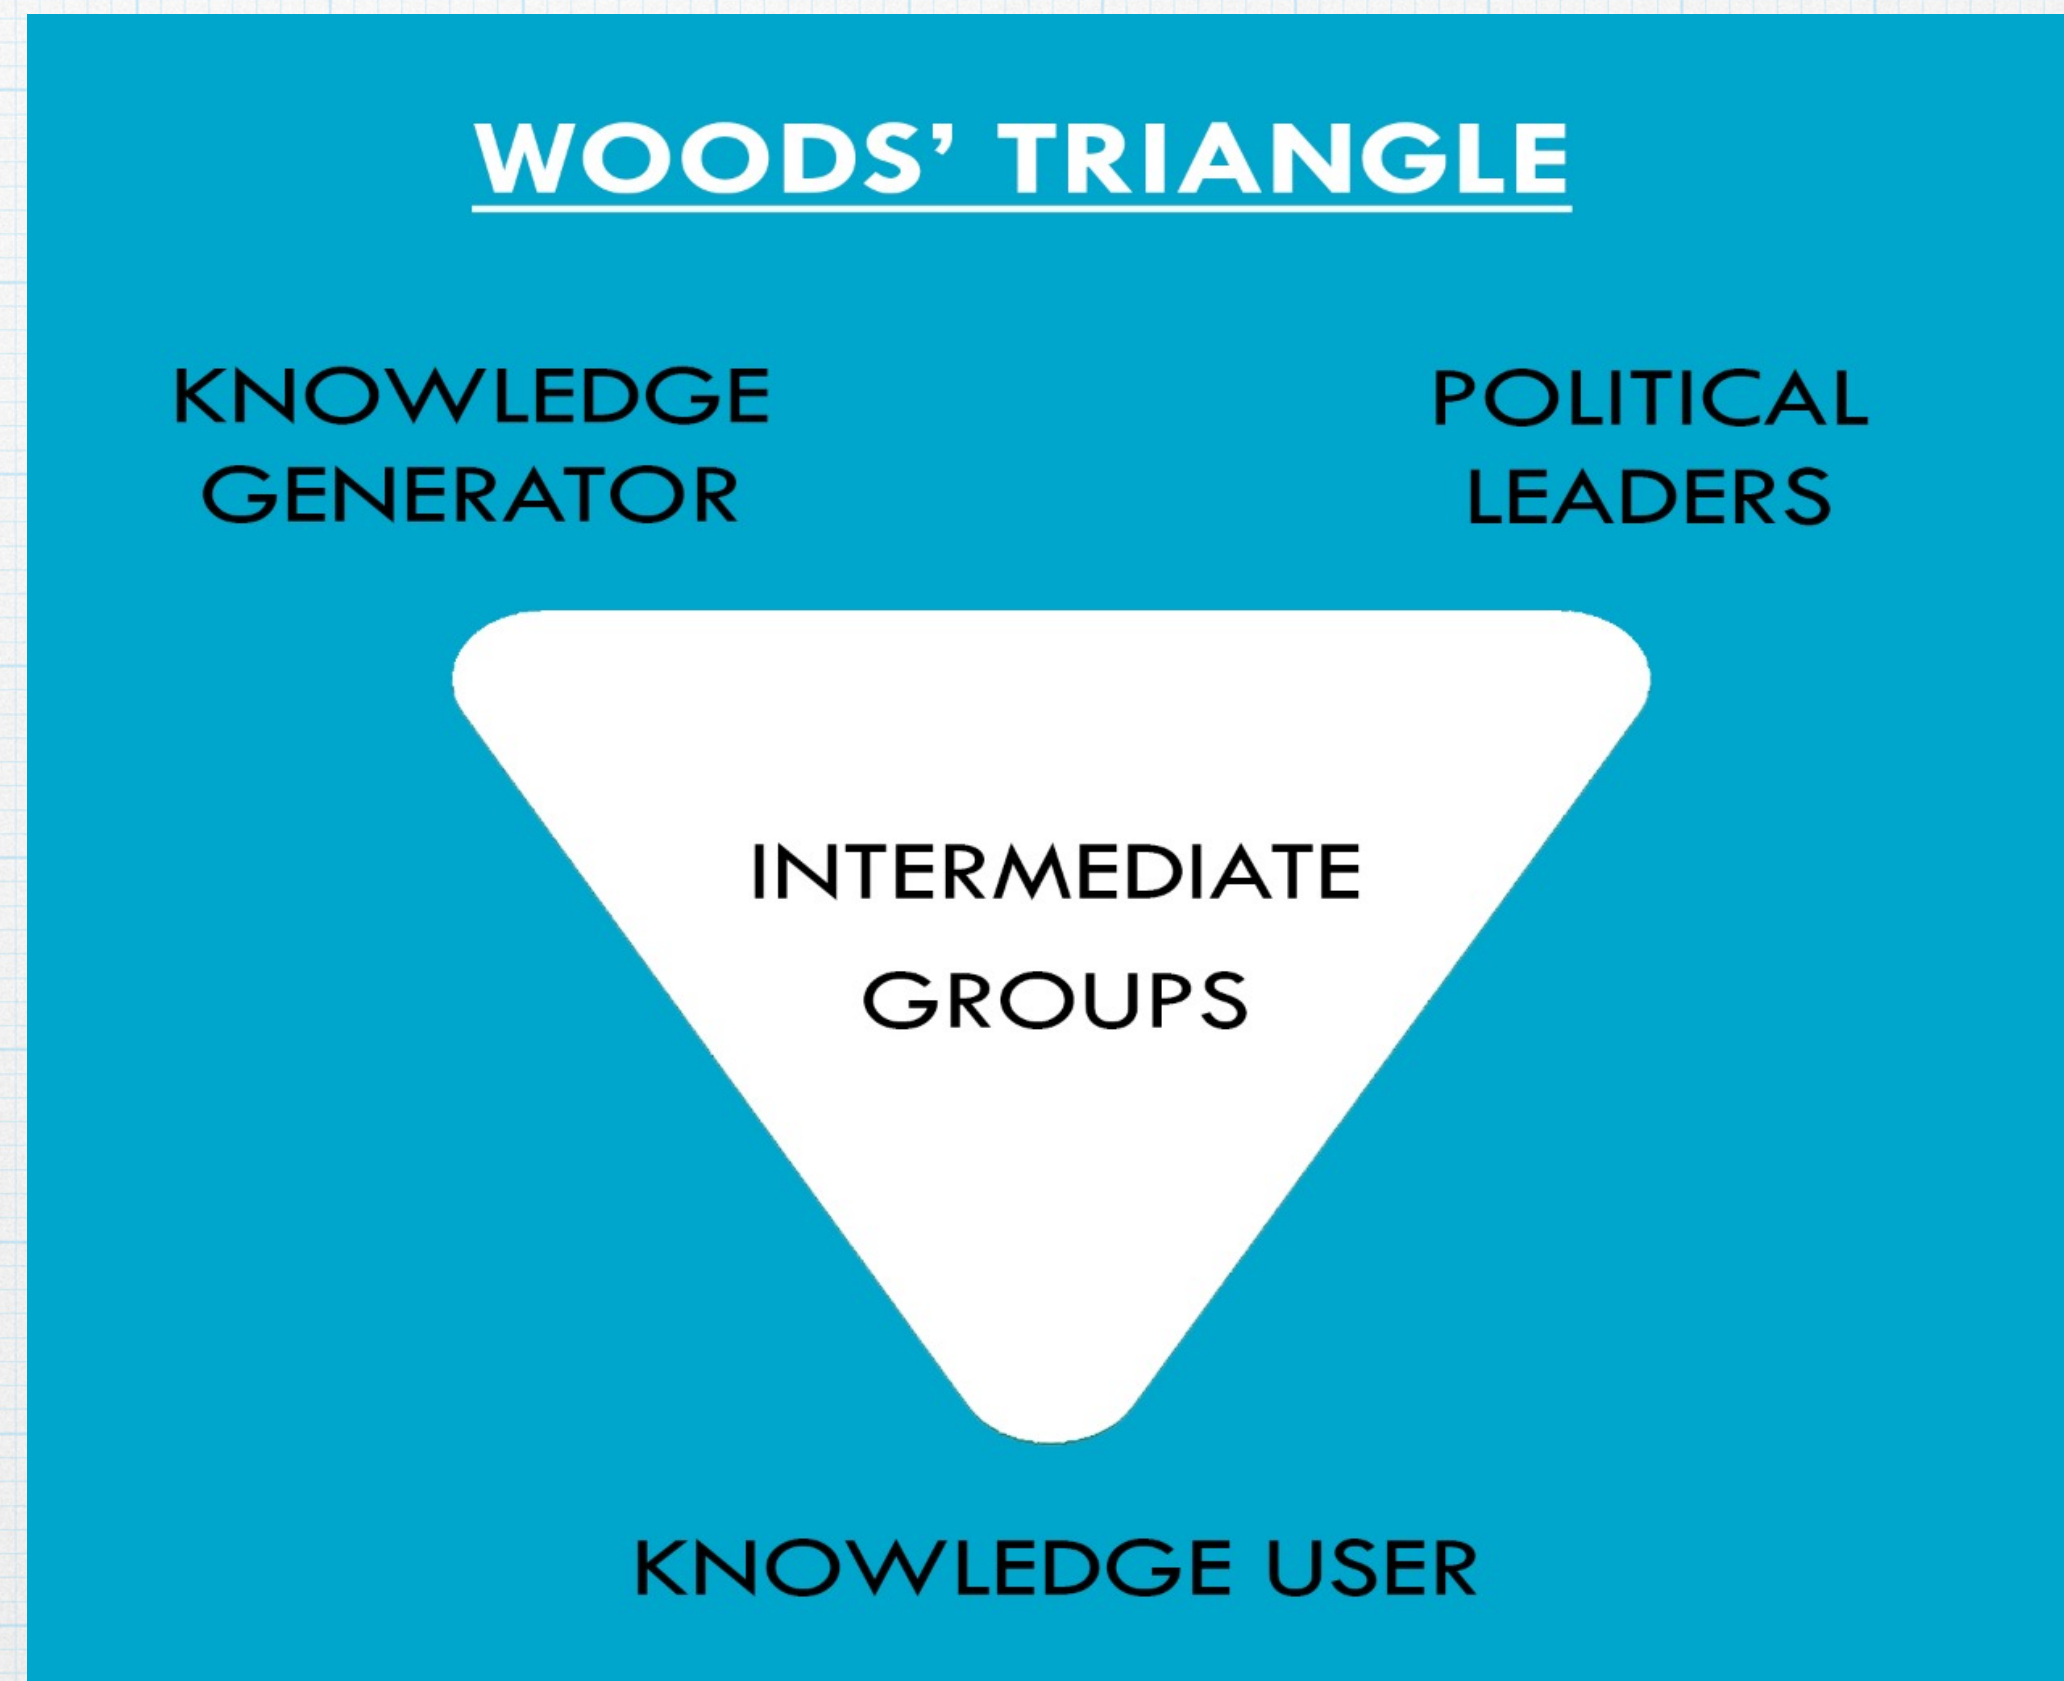 WOODS’ TRIANGLE
KNOWLEDGE
GENERATOR
POLITICAL
LEADERS
INTERMEDIATE
GROUPS
KNOWLEDGE USER